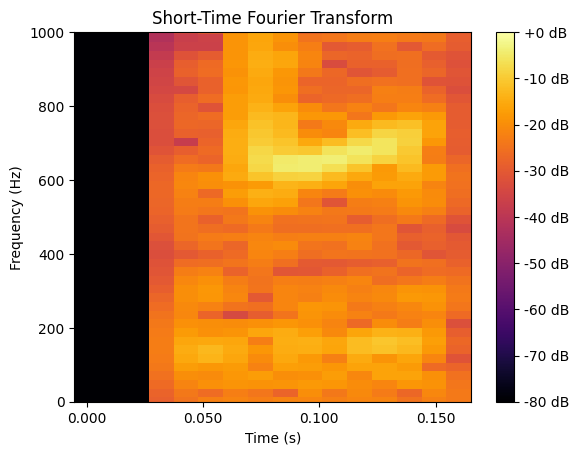 Short-Time Fourier Transform
1000
800
600
400
200
0
Frequency (Hz)
0.000
0.050
0.100
0.150
Time (s)
+0 dB
-10 dB
-20 dB
-30 dB
-40 dB
-50 dB
-60 dB
-70 dB
-80 dB